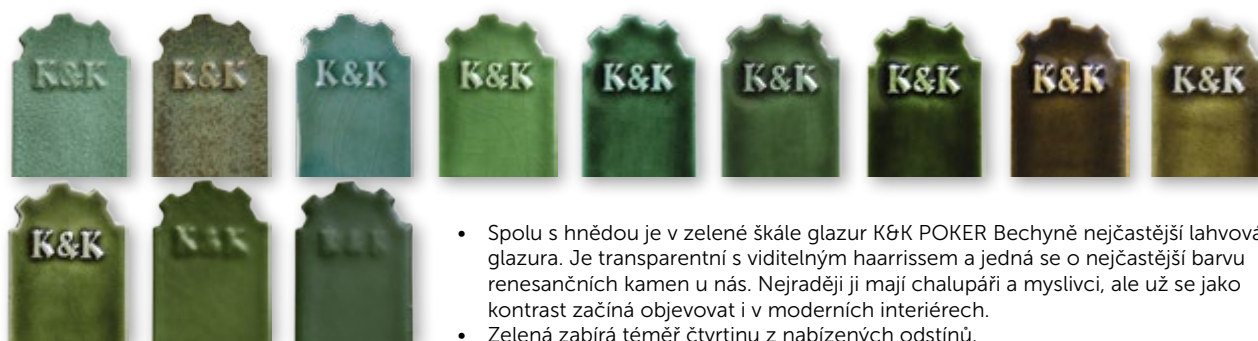 K&K K&K K&K K&K K&K K&K K&K K&K K&K
K&K K&K K&K
• Spolu s hnědou je v zelené škále glazur K&K POKER Bechyně nejčastější lahvová
glazura. Je transparentní s viditelným haarrissem a jedná se o nejčastější barvu
renesančních kamen u nás. Nejraději ji mají chalupáři a myslivci, ale už se jako
kontrast začíná objevovat i v moderních interiérech.
• Zelená zabírá téměř čtvrtinu z nabízených odstínů.